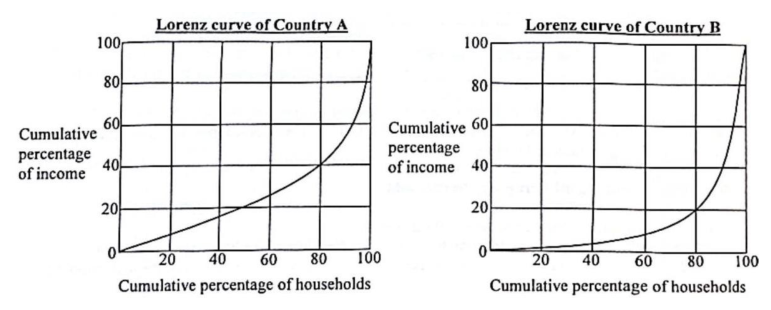 Lorenz curve of Country A
100
80
60
40
20
0
Cumulative
percentage
of income
20 40 60 80 100
Cumulative percentage of households
Lorenz curve of Country B
100
80
60
40
20
0
Cumulative
percentage
of income
20 40 60 80 100
Cumulative percentage of households